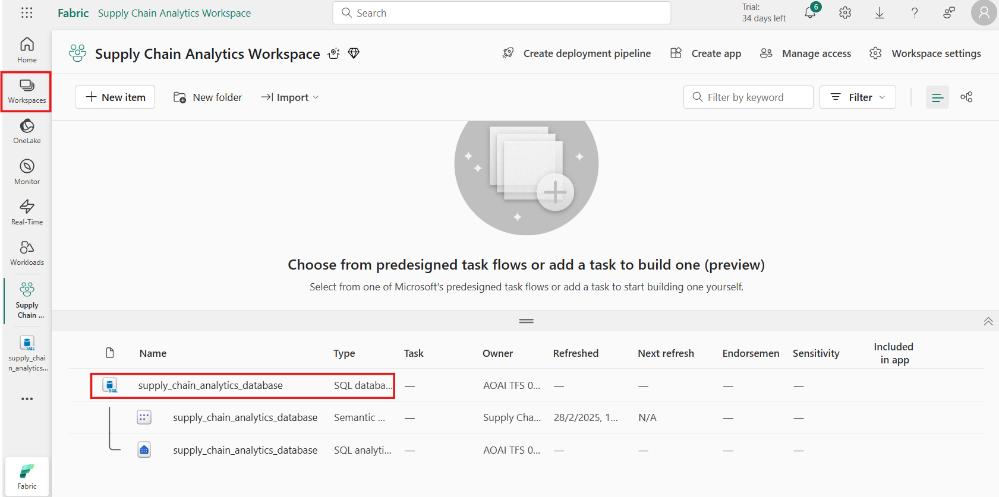 Fabric Supply Chain Analytics Workspace
Search
Trial:
34 days left
6
Home
Workspaces
OneLake
Monitor
Real-Time
Workloads
Supply
Chain ...
SQL
supply_chai
n_analytics...
Fabric
Supply Chain Analytics Workspace
Create deployment pipeline
Create app
Manage access
Workspace settings
New item
New folder
Import
Filter by keyword
Filter
Choose from predesigned task flows or add a task to build one (preview)
Select from one of Microsoft's predesigned task flows or add a task to start building one yourself.
Name Type Task Owner Refreshed Next refresh Endorsemen Sensitivity Included
in app
SQL supply_chain_analytics_database SQL databa... — AOAI TFS 0... — — — —
supply_chain_analytics_database Semantic ... — Supply Cha... 28/2/2025, 1... N/A — —
supply_chain_analytics_database SQL analyti... — AOAI TFS 0... — — — —